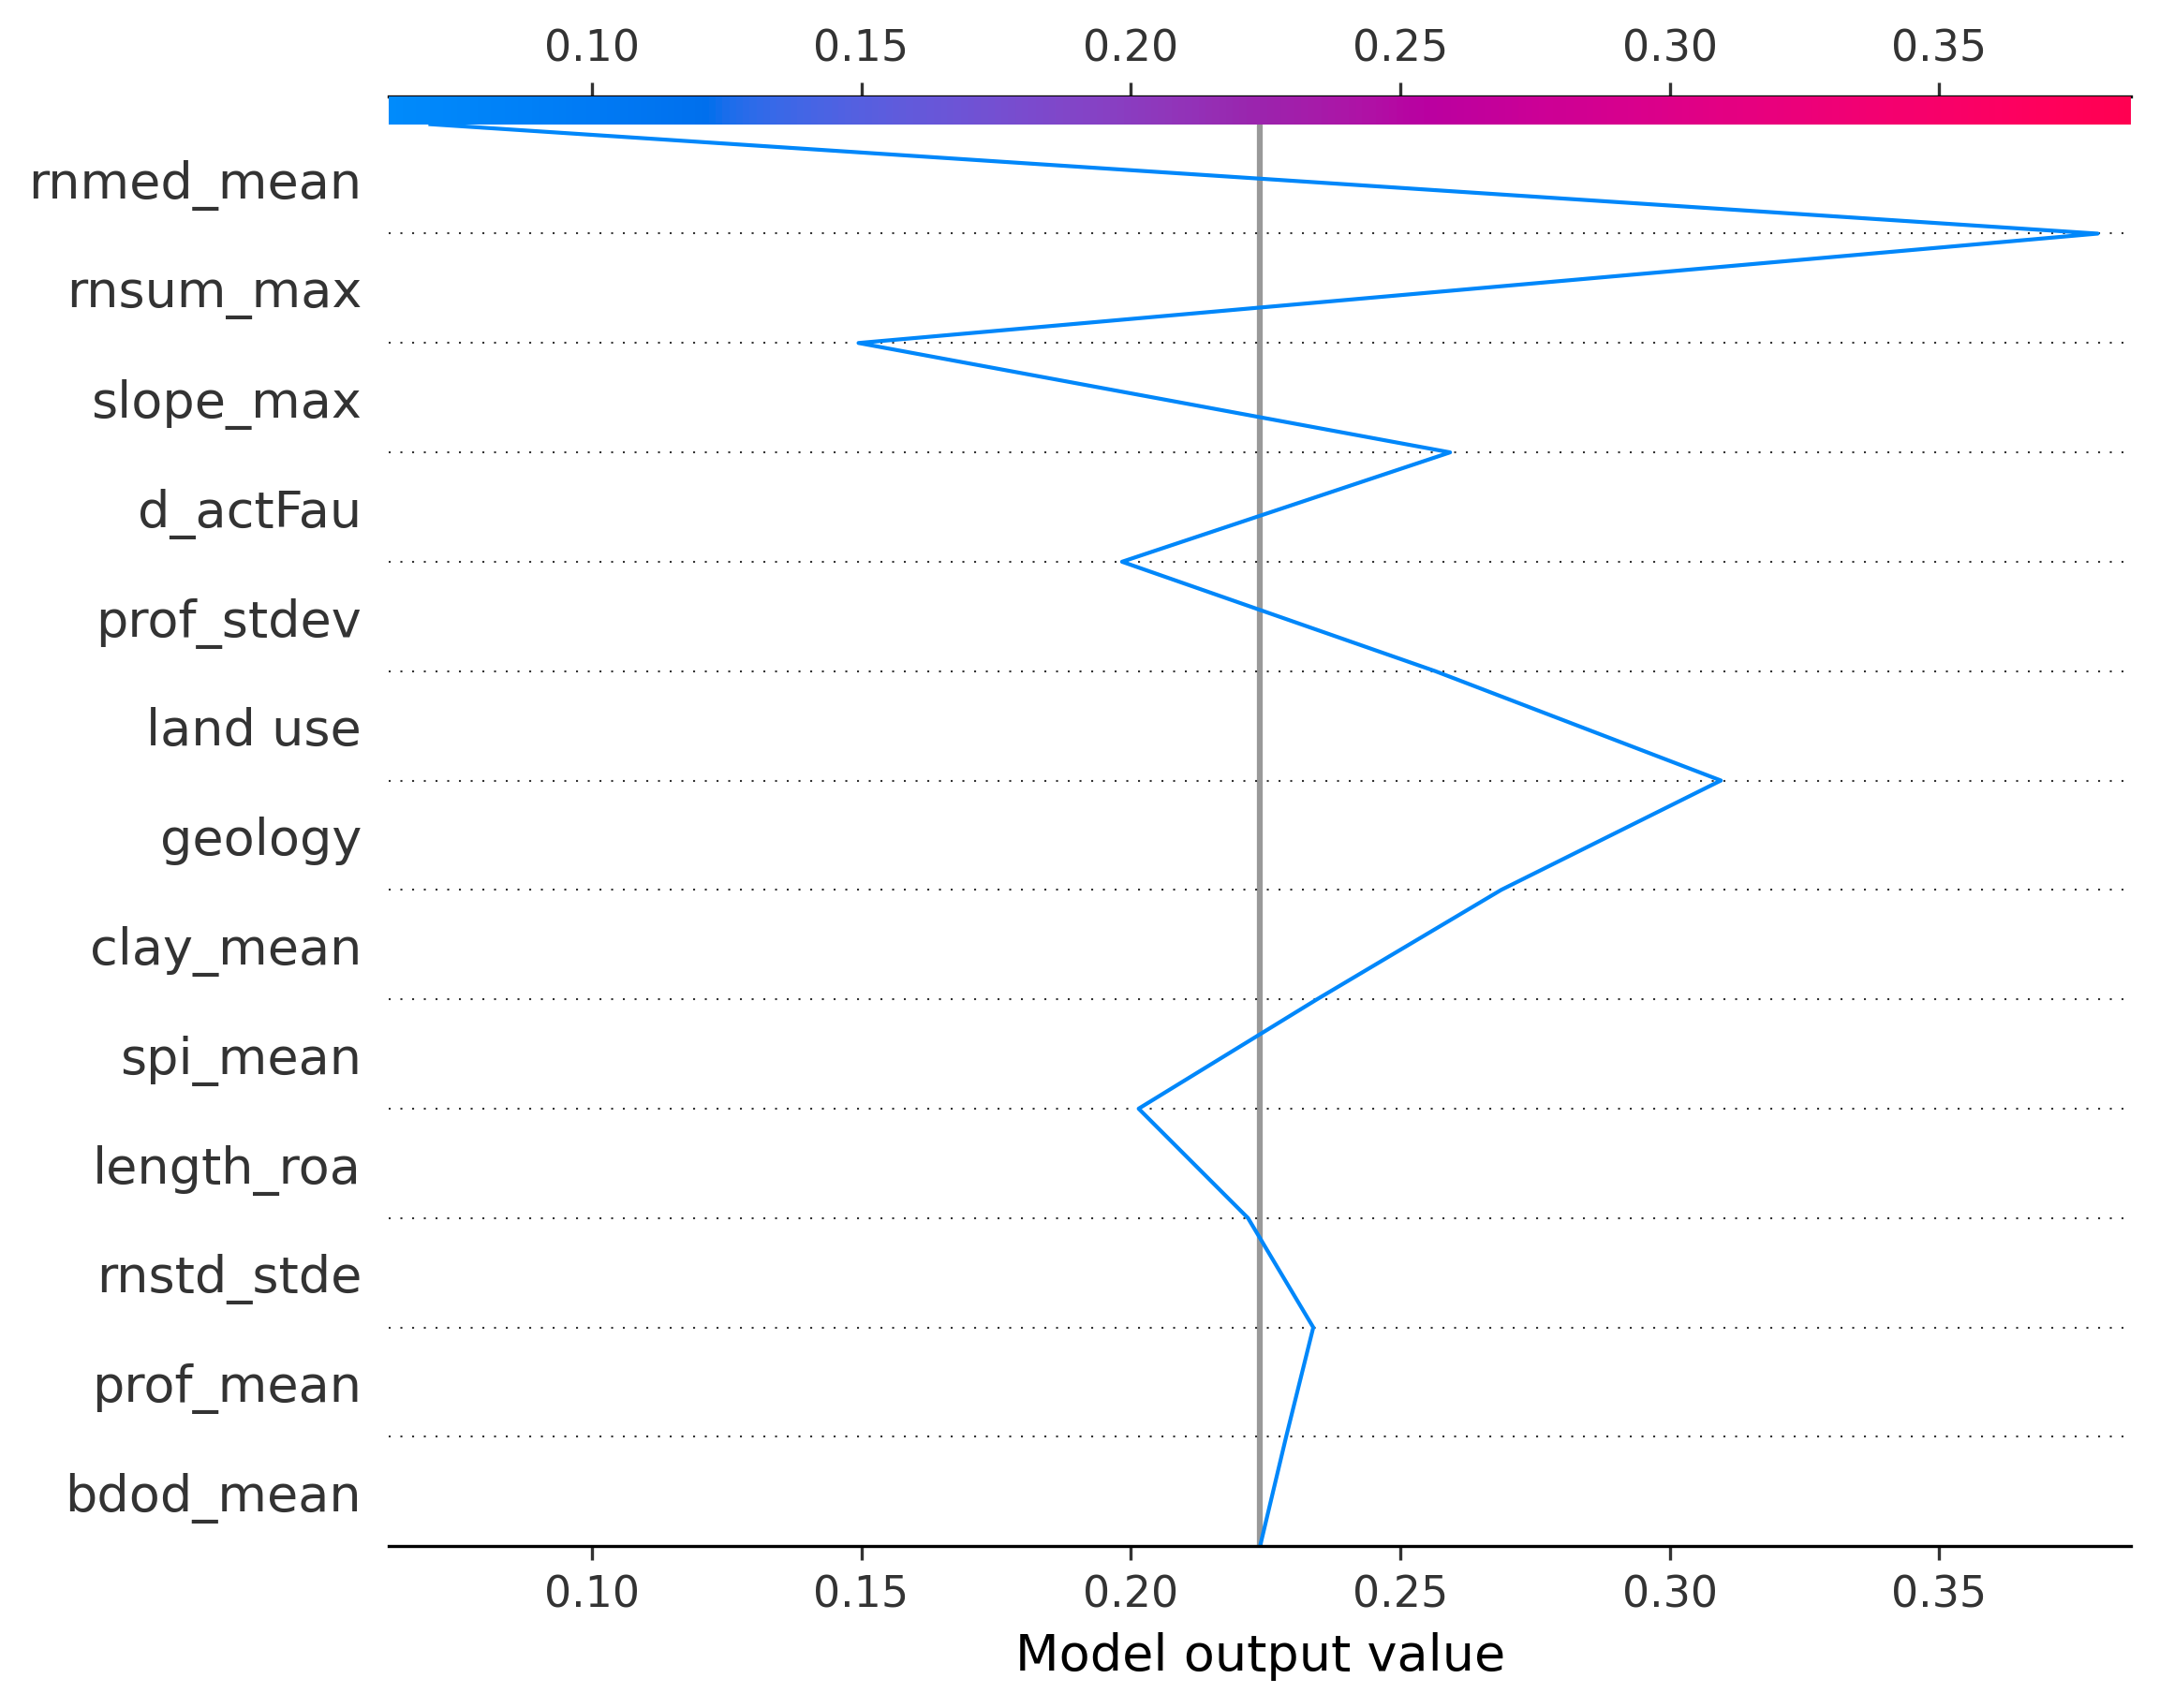 0.10 0.15 0.20 0.25 0.30 0.35
rnmed_mean
rnsum_max
slope_max
d_actFau
prof_stdev
land use
geology
clay_mean
spi_mean
length_roa
rnstd_stde
prof_mean
bdod_mean
0.10 0.15 0.20 0.25 0.30 0.35
Model output value